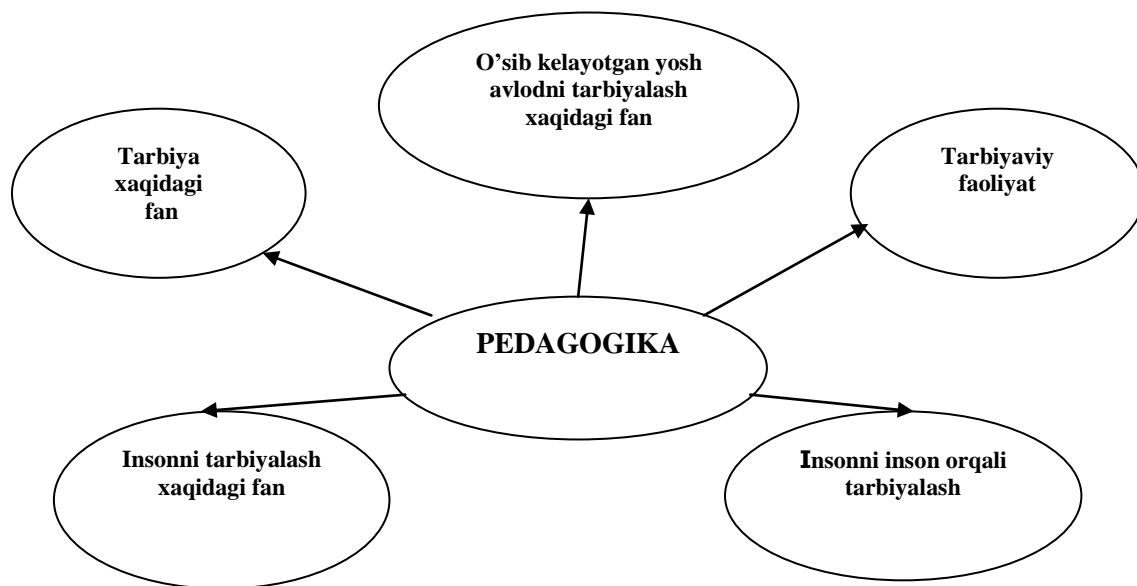 O’sib kelayotgan yosh
avlodni tarbiyalash
xaqidagi fan
Tarbiya
xaqidagi
fan
Tarbiyaviy
faoliyat
PEDAGOGIKA
Insonni tarbiyalash
xaqidagi fan
Insonni inson orqali
tarbiyalash